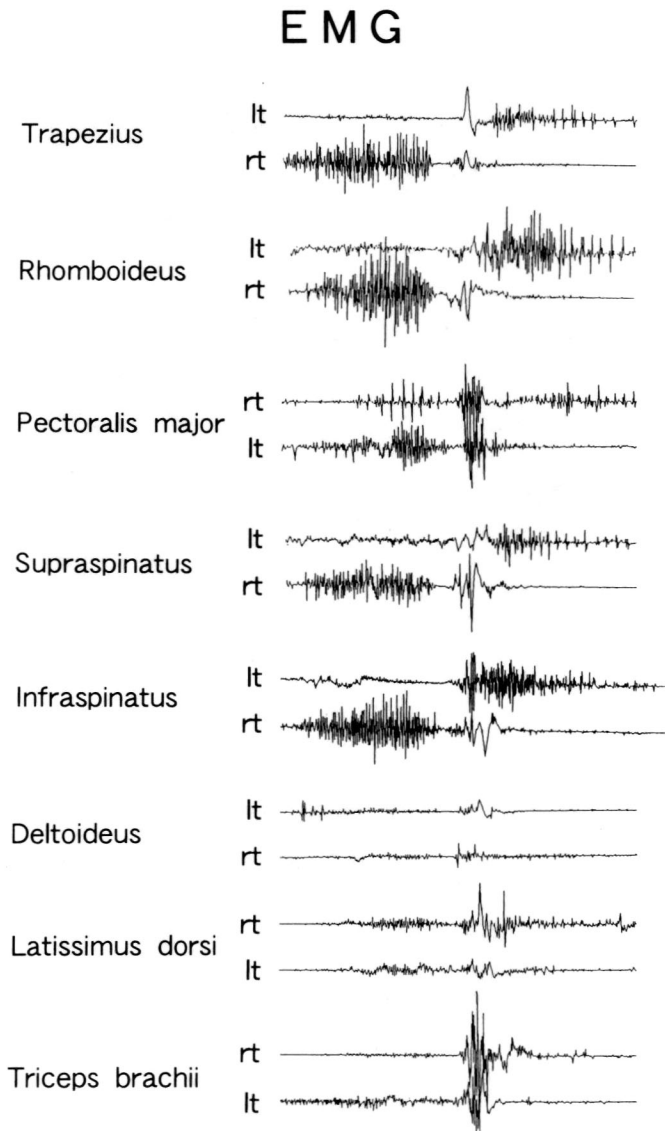 EMG
Trapezius
lt
rt
Rhomboideus
lt
rt
Pectoralis major
rt
lt
Supraspinatus
lt
rt
Infraspinatus
lt
rt
Deltoideus
lt
rt
Latissimus dorsi
rt
lt
Triceps brachii
rt
lt